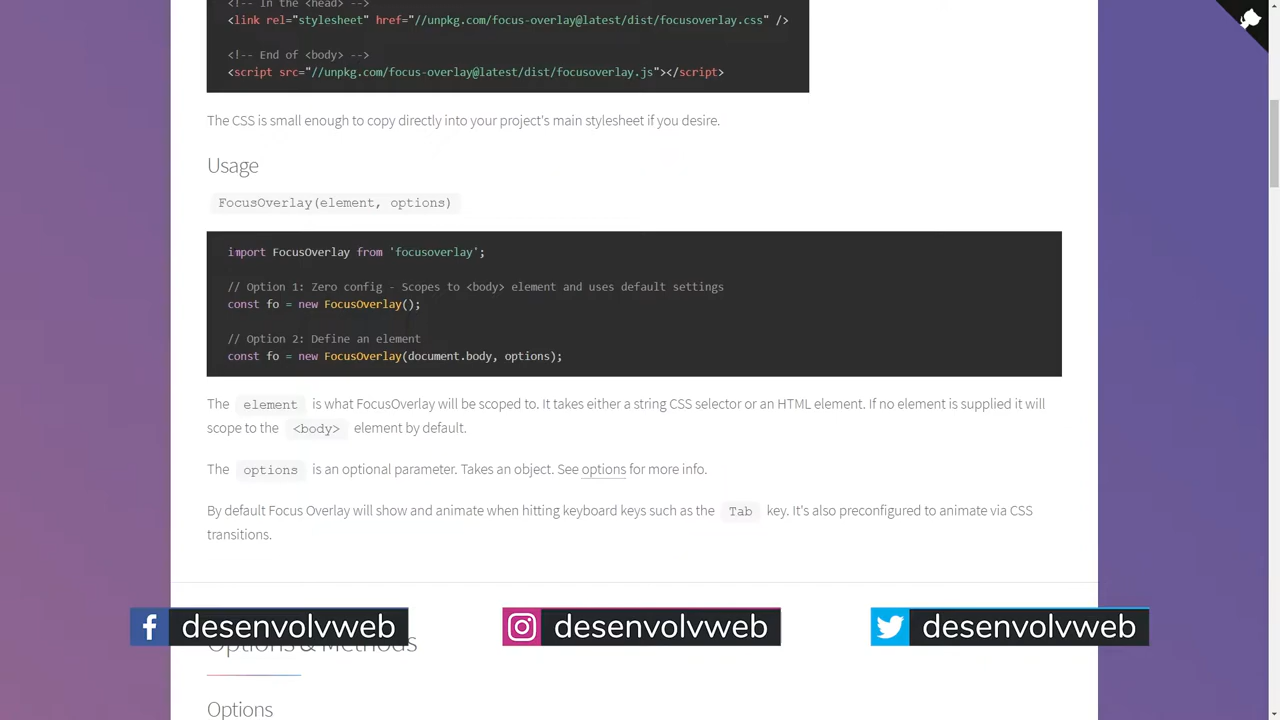 <!-- In the <head> -->
<link rel="stylesheet" href="//unpkg.com/focus-overlay@latest/dist/focusoverlay.css" />
<!-- End of <body> -->
<script src="//unpkg.com/focus-overlay@latest/dist/focusoverlay.js"></script>
The CSS is small enough to copy directly into your project's main stylesheet if you desire.
Usage
FocusOverlay(element, options)
import FocusOverlay from 'focusoverlay';
// Option 1: Zero config - Scopes to <body> element and uses default settings
const fo = new FocusOverlay();
// Option 2: Define an element
const fo = new FocusOverlay(document.body, options);
The element is what FocusOverlay will be scoped to. It takes either a string CSS selector or an HTML element. If no element is supplied it will
scope to the <body> element by default.
The options is an optional parameter. Takes an object. See options for more info.
By default Focus Overlay will show and animate when hitting keyboard keys such as the Tab key. It's also preconfigured to animate via CSS
transitions.
desenvolvweb desenvolvweb desenvolvweb
Options & Methods
Options